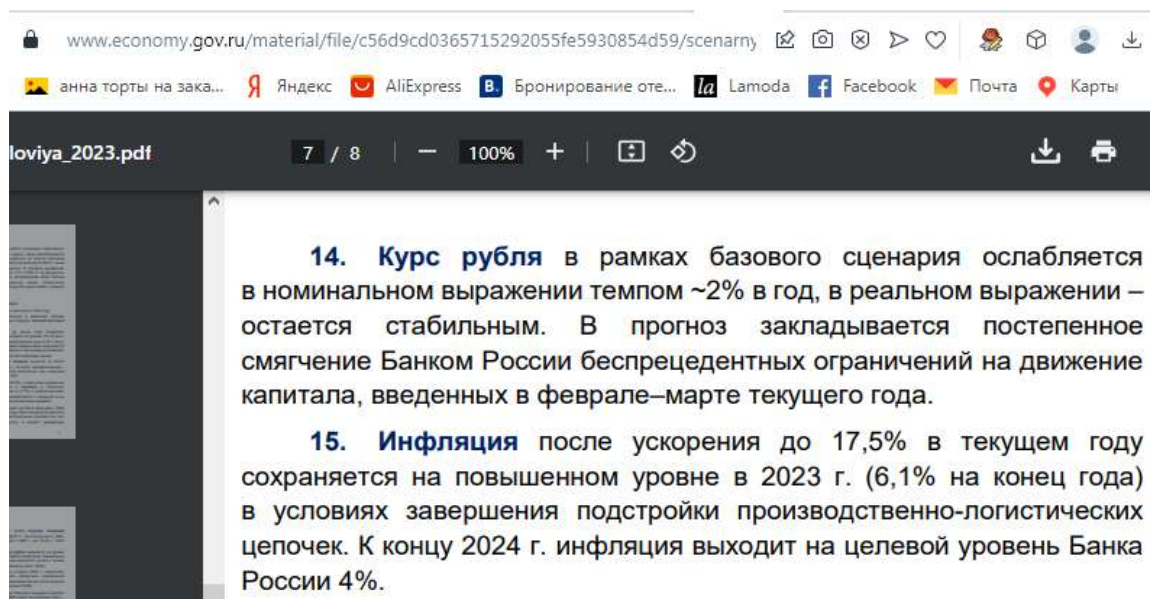 www.economy.gov.ru/material/file/c56d9cd0365715292055fe5930854d59/scenarny
анна торты на зака... Яндекс AliExpress B. Бронирование оте... la Lamoda Facebook Почта Карты
loviya_2023.pdf 7 / 8 100%
14. Курс рубля в рамках базового сценария ослабляется
в номинальном выражении темпом ~2% в год, в реальном выражении –
остается стабильным. В прогноз закладывается постепенное
смягчение Банком России беспрецедентных ограничений на движение
капитала, введенных в феврале–марте текущего года.
15. Инфляция после ускорения до 17,5% в текущем году
сохраняется на повышенном уровне в 2023 г. (6,1% на конец года)
в условиях завершения подстройки производственно-логистических
цепочек. К концу 2024 г. инфляция выходит на целевой уровень Банка
России 4%.